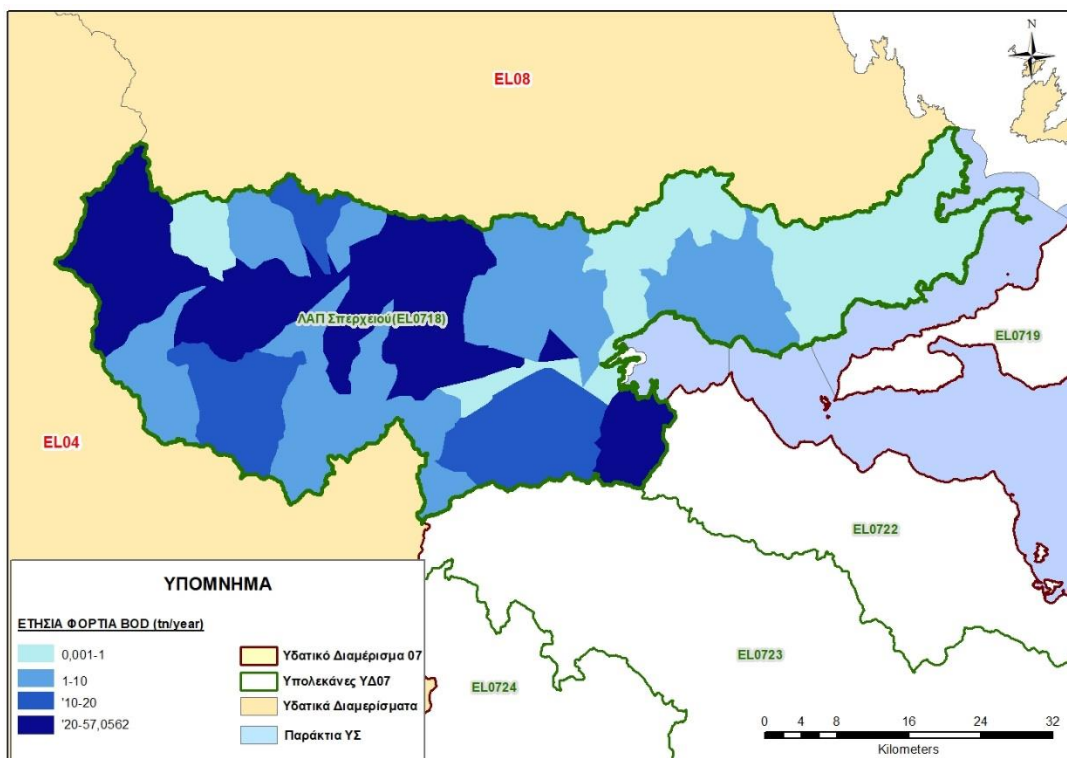 N
EL08
ΛΑΠ Σπερχειού(EL0718)
EL0719
EL04
EL0722
EL0723
EL0724
ΥΠΟΜΝΗΜΑ
ΕΤΗΣΙΑ ΦΟΡΤΙΑ BOD (tn/year)
0,001-1
1-10
'10-20
'20-57,0562
Υδατικό Διαμέρισμα 07
Υπολεκάνες ΥΔ07
Υδατικά Διαμερίσματα
Παράκτια ΥΣ
0 4 8 16 24 32
Kilometers